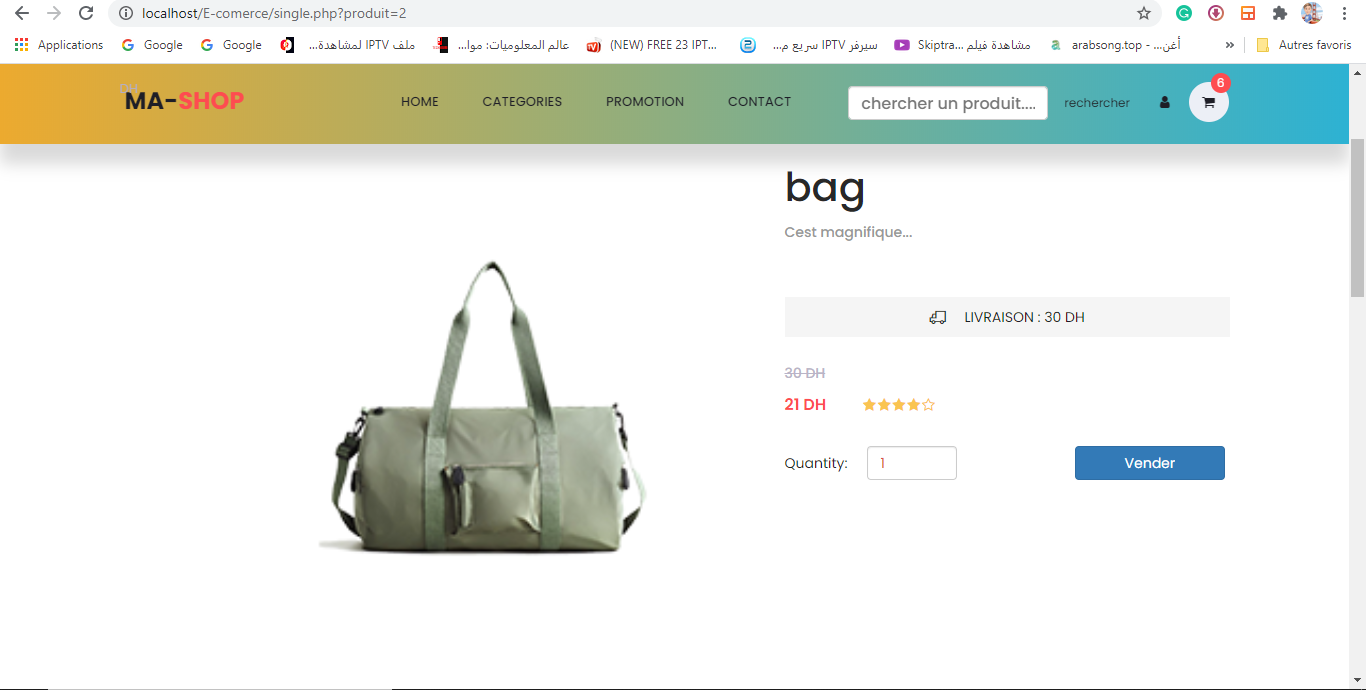 localhost/E-comerce/single.php?produit=2
Applications
Google
Google
ملف IPTV لمشاهدة...
عالم المعلوميات: موا...
(NEW) FREE 23 IPT...
سيرفر IPTV سريع م...
مشاهدة فيلم Skiptra...
arabsong.top - أغن...
»
Autres favoris
MA-SHOP
HOME
CATEGORIES
PROMOTION
CONTACT
chercher un produit....
rechercher
6
bag
Cest magnifique...
LIVRAISON : 30 DH
30 DH
21 DH
Quantity:
1
Vender